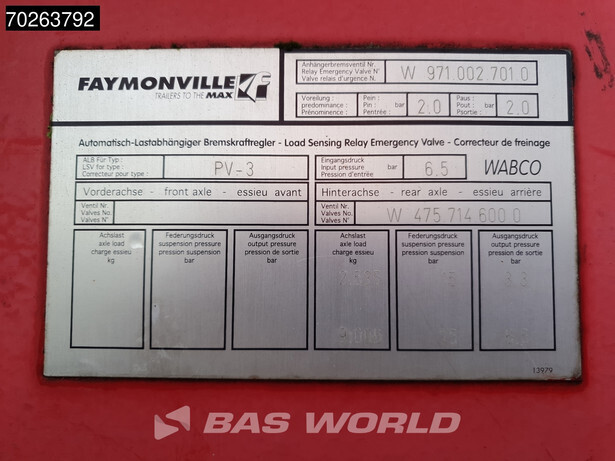 70263792
FAYMONVILLE
TRAILERS TO THE MAX
Anhängerbremsventil Nr.
Relay Emergency Valve N°
Valve relais d'urgence N.
W 971 002 701 0
Voreilung :
predominance :
Prénominence :
Pein :
Pin : bar
Pentrée :
2.0
Paus :
Pout : bar
Psortie :
2.0
Automatisch-Lastabhängiger Bremskraftregler - Load Sensing Relay Emergency Valve - Correcteur de freinage
ALB Für Typ :
LSV for type :
Correcteur pour type :
PV-3
Eingangsdruck
Input pressure bar
Pression d'entrée
6.5
WABCO
Vorderachse - front axle - essieu avant
Hinterachse - rear axle - essieu arrière
Ventil Nr.
Valves No.
Valves N°
Ventil Nr.
Valves No.
Valves N°
W 475 714 600 0
Achslast
axle load
charge essieu
kg
Federungsdruck
suspension pressure
pression suspension
bar
Ausgangsdruck
output pressure
pression de sortie
bar
Achslast
axle load
charge essieu
kg
Federungsdruck
suspension pressure
pression suspension
bar
Ausgangsdruck
output pressure
pression de sortie
bar
13979
BAS WORLD